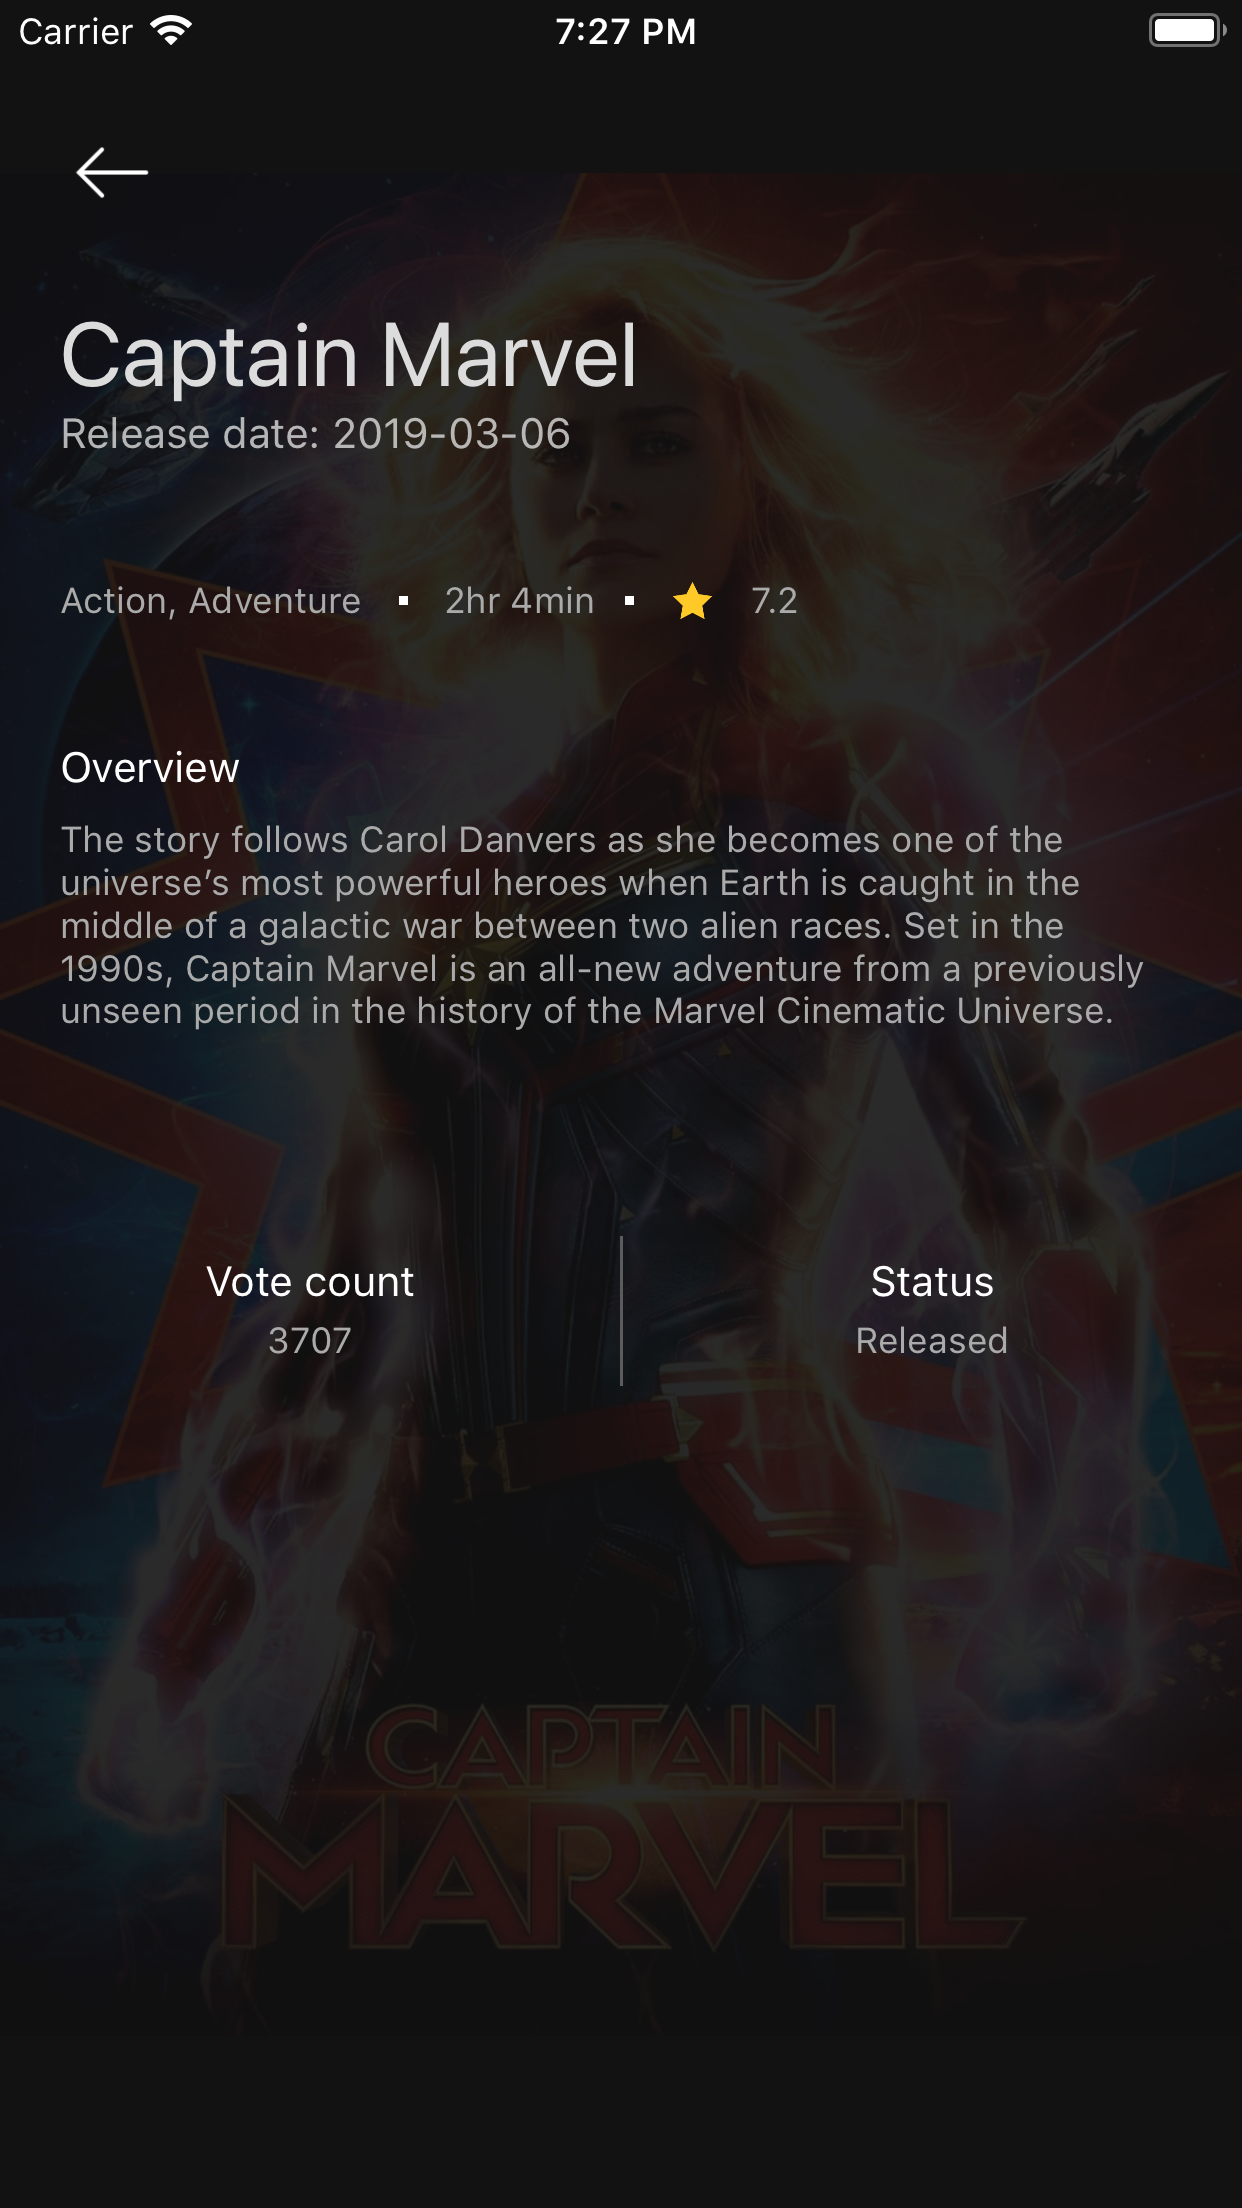 Carrier 7:27 PM
Captain Marvel
Release date: 2019-03-06
Action, Adventure ▪ 2hr 4min ▪ 7.2
Overview
The story follows Carol Danvers as she becomes one of the
universe’s most powerful heroes when Earth is caught in the
middle of a galactic war between two alien races. Set in the
1990s, Captain Marvel is an all-new adventure from a previously
unseen period in the history of the Marvel Cinematic Universe.
Vote count
3707
Status
Released
CAPTAIN
MARVEL